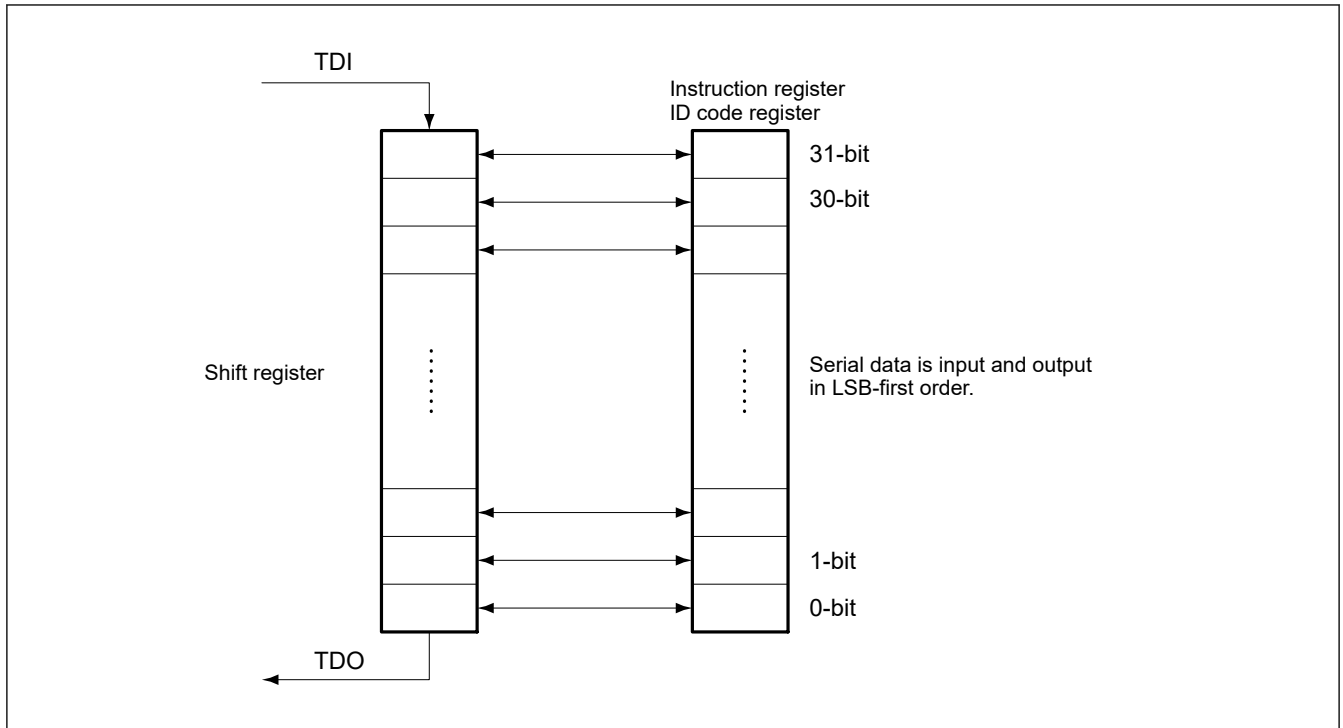 TDI
Instruction register
ID code register
31-bit
30-bit
Shift register
Serial data is input and output
in LSB-first order.
1-bit
0-bit
TDO